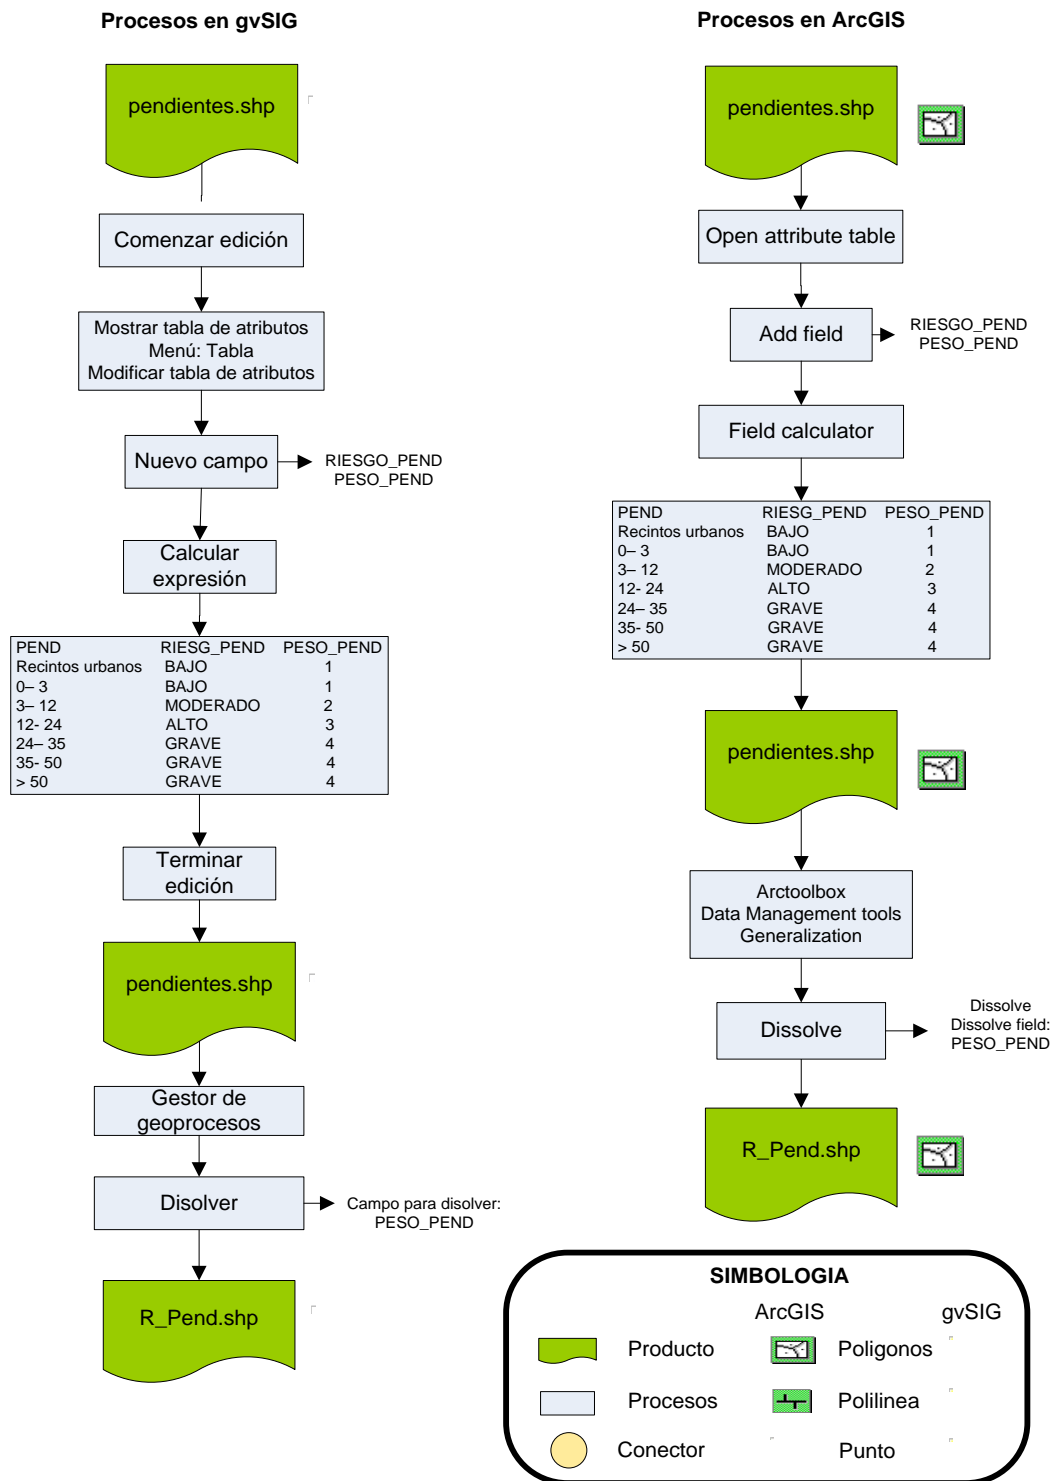 Procesos en gvSIG
pendientes.shp
Comenzar edición
Mostrar tabla de atributos
Menú: Tabla
Modificar tabla de atributos
Nuevo campo
RIESGO_PEND
PESO_PEND
Calcular
expresión
PEND RIESG_PEND PESO_PEND
Recintos urbanos BAJO 1
0– 3 BAJO 1
3– 12 MODERADO 2
12- 24 ALTO 3
24– 35 GRAVE 4
35- 50 GRAVE 4
> 50 GRAVE 4
Terminar
edición
pendientes.shp
Gestor de
geoprocesos
Disolver
Campo para disolver:
PESO_PEND
R_Pend.shp
Procesos en ArcGIS
pendientes.shp
Open attribute table
Add field
RIESGO_PEND
PESO_PEND
Field calculator
PEND RIESG_PEND PESO_PEND
Recintos urbanos BAJO 1
0– 3 BAJO 1
3– 12 MODERADO 2
12- 24 ALTO 3
24– 35 GRAVE 4
35- 50 GRAVE 4
> 50 GRAVE 4
pendientes.shp
Arctoolbox
Data Management tools
Generalization
Dissolve
Dissolve
Dissolve field:
PESO_PEND
R_Pend.shp
SIMBOLOGIA
ArcGIS gvSIG
Producto Poligonos
Procesos Polilinea
Conector Punto